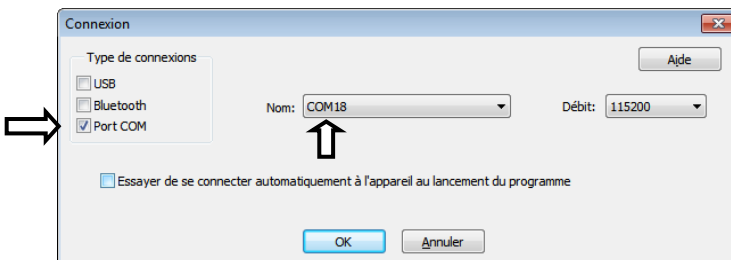 Connexion
Type de connexions
Aide
USB
Bluetooth
Nom: COM18 Débit: 115200
Port COM
Essayer de se connecter automatiquement à l'appareil au lancement du programme
OK Annuler